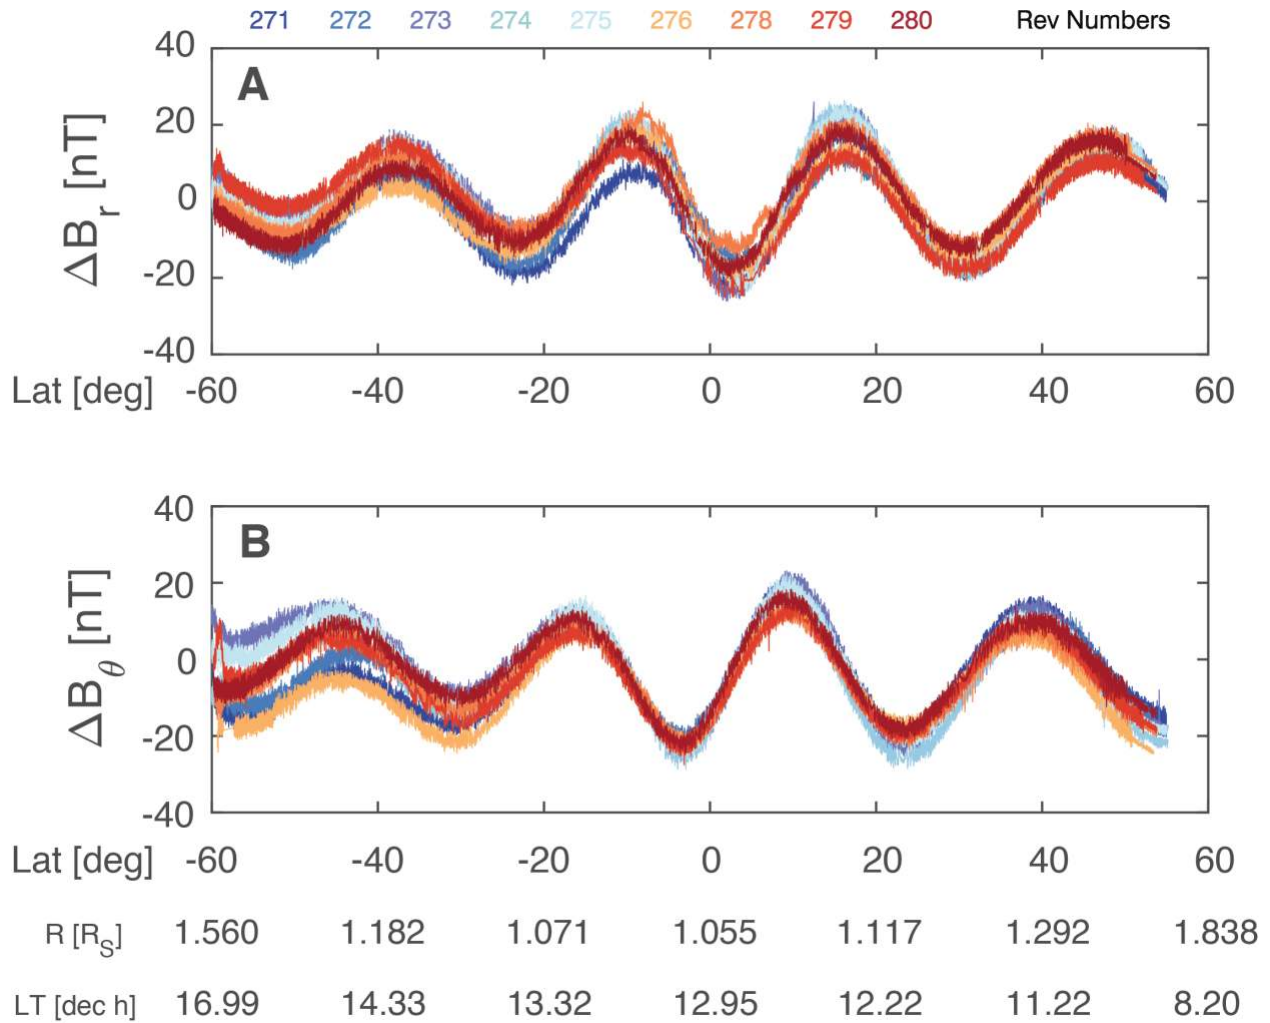 271 272 273 274 275 276 278 279 280 Rev Numbers
A
40
20
0
-20
-40
ΔBr [nT]
Lat [deg] -60 -40 -20 0 20 40 60
B
40
20
0
-20
-40
ΔBθ [nT]
Lat [deg] -60 -40 -20 0 20 40 60
R [RS] 1.560 1.182 1.071 1.055 1.117 1.292 1.838
LT [dec h] 16.99 14.33 13.32 12.95 12.22 11.22 8.20